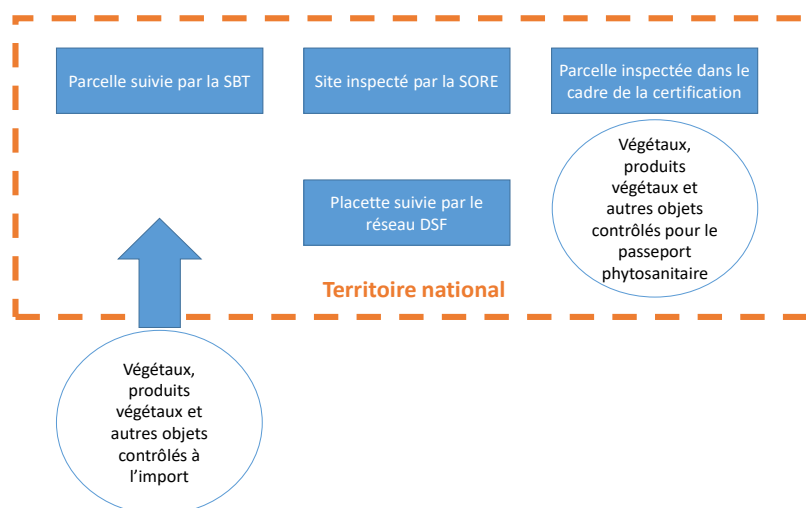 Parcelle suivie par la SBT
Site inspecté par la SORE
Parcelle inspectée dans le
cadre de la certification
Végétaux,
produits
végétaux et
autres objets
contrôlés pour le
passeport
phytosanitaire
Placette suivie par le
réseau DSF
Territoire national
Végétaux,
produits
végétaux et
autres objets
contrôlés à
l’import